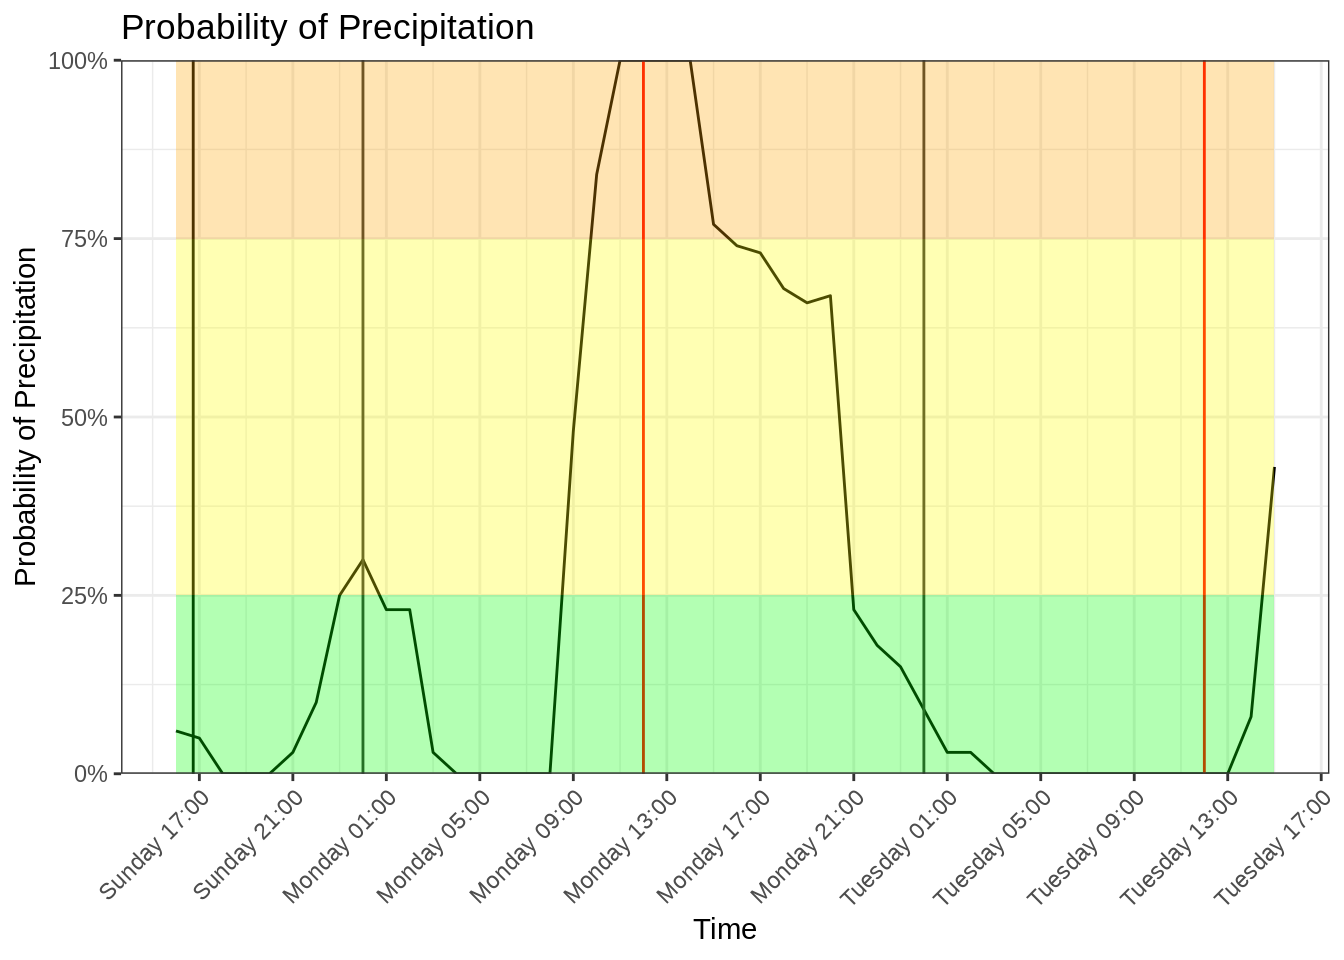 Probability of Precipitation
Probability of Precipitation
100%
75%
50%
25%
0%
Sunday 17:00
Sunday 21:00
Monday 01:00
Monday 05:00
Monday 09:00
Monday 13:00
Monday 17:00
Monday 21:00
Tuesday 01:00
Tuesday 05:00
Tuesday 09:00
Tuesday 13:00
Tuesday 17:00
Time